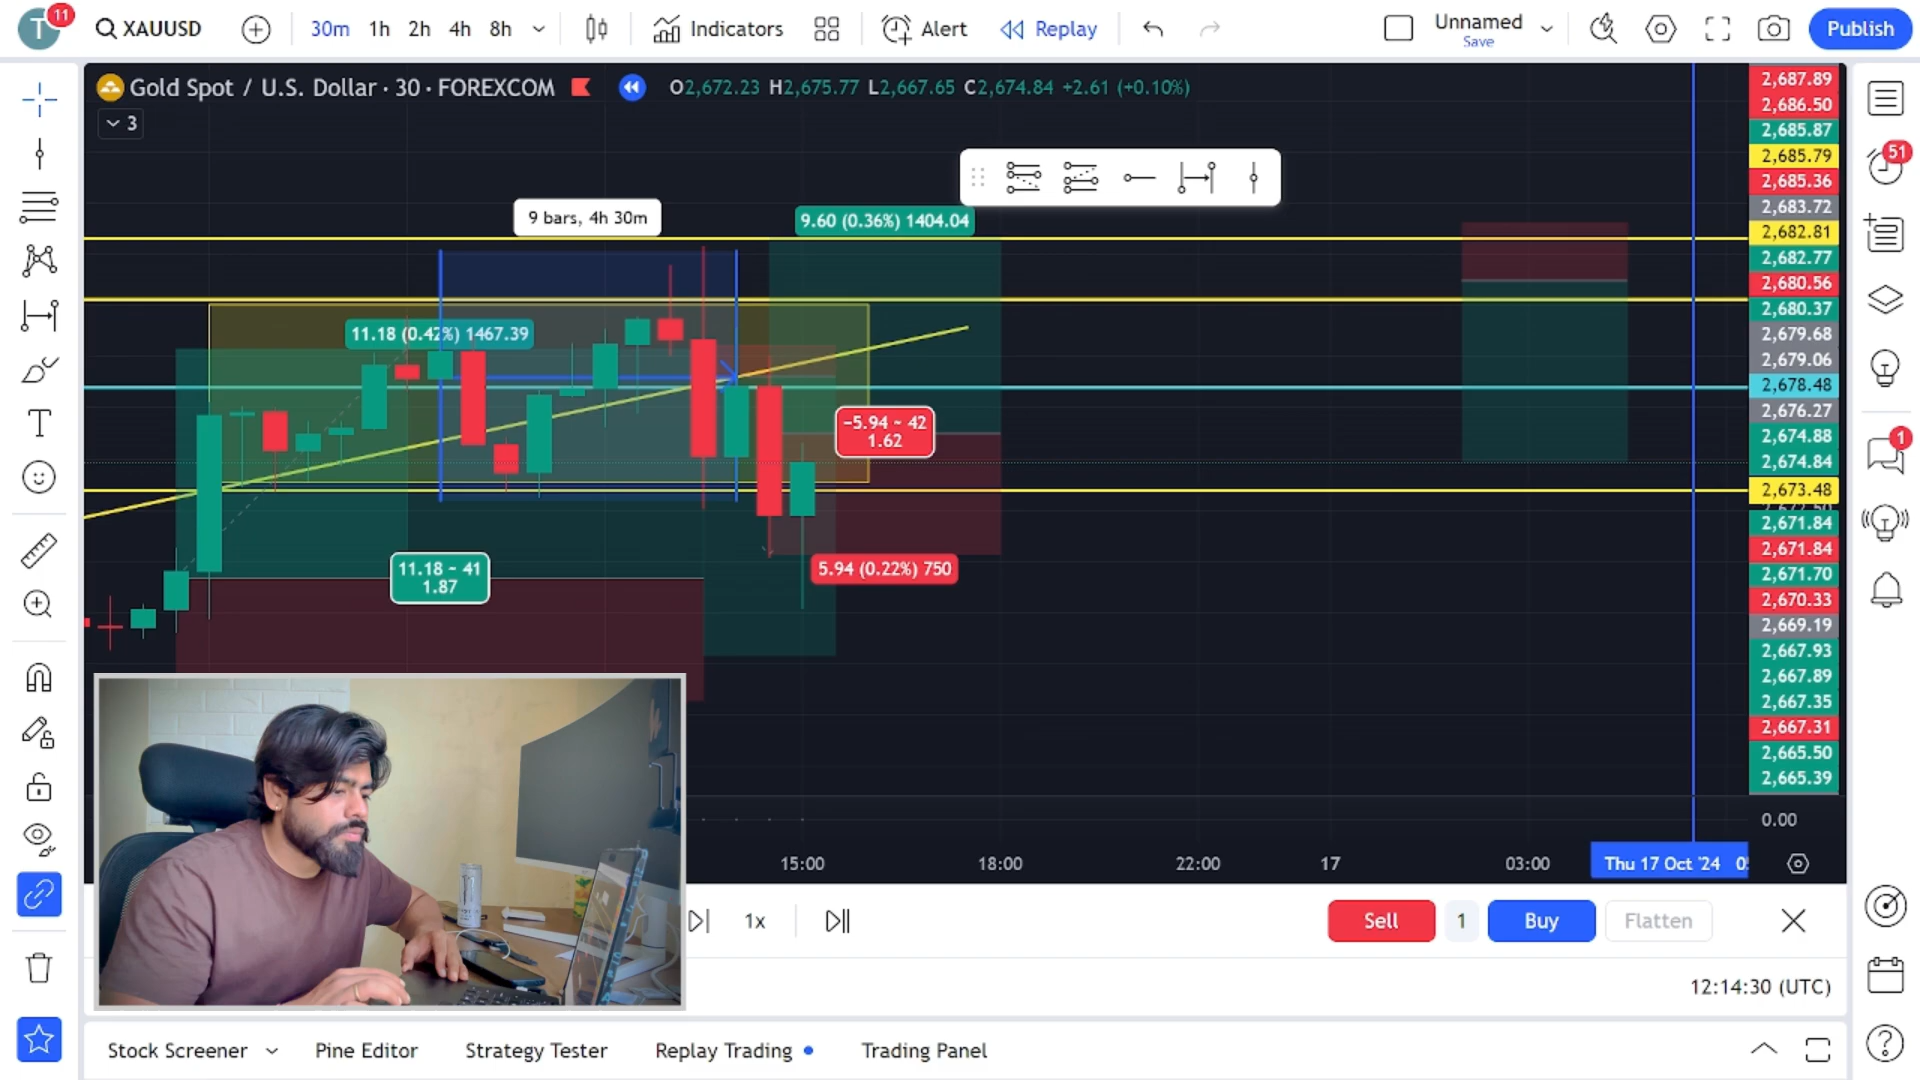 T
11
XAUUSD
30m
1h
2h
4h
8h
Indicators
Alert
Replay
Unnamed
Save
Publish
Gold Spot / U.S. Dollar · 30 · FOREXCOM
O2,672.23 H2,675.77 L2,667.65 C2,674.84 +2.61 (+0.10%)
3
9 bars, 4h 30m
9.60 (0.36%) 1404.04
11.18 (0.42%) 1467.39
−5.94 ~ 42
1.62
11.18 ~ 41
1.87
5.94 (0.22%) 750
2,687.89
2,686.50
2,685.87
2,685.79
2,685.36
2,683.72
2,682.81
2,682.77
2,680.56
2,680.37
2,679.68
2,679.06
2,678.48
2,676.27
2,674.88
2,674.84
2,673.48
2,671.84
2,671.84
2,671.70
2,670.33
2,669.19
2,667.93
2,667.89
2,667.35
2,667.31
2,665.50
2,665.39
0.00
51
1
15:00
18:00
22:00
17
03:00
Thu 17 Oct '24
1x
Sell
1
Buy
Flatten
12:14:30 (UTC)
Stock Screener
Pine Editor
Strategy Tester
Replay Trading
Trading Panel